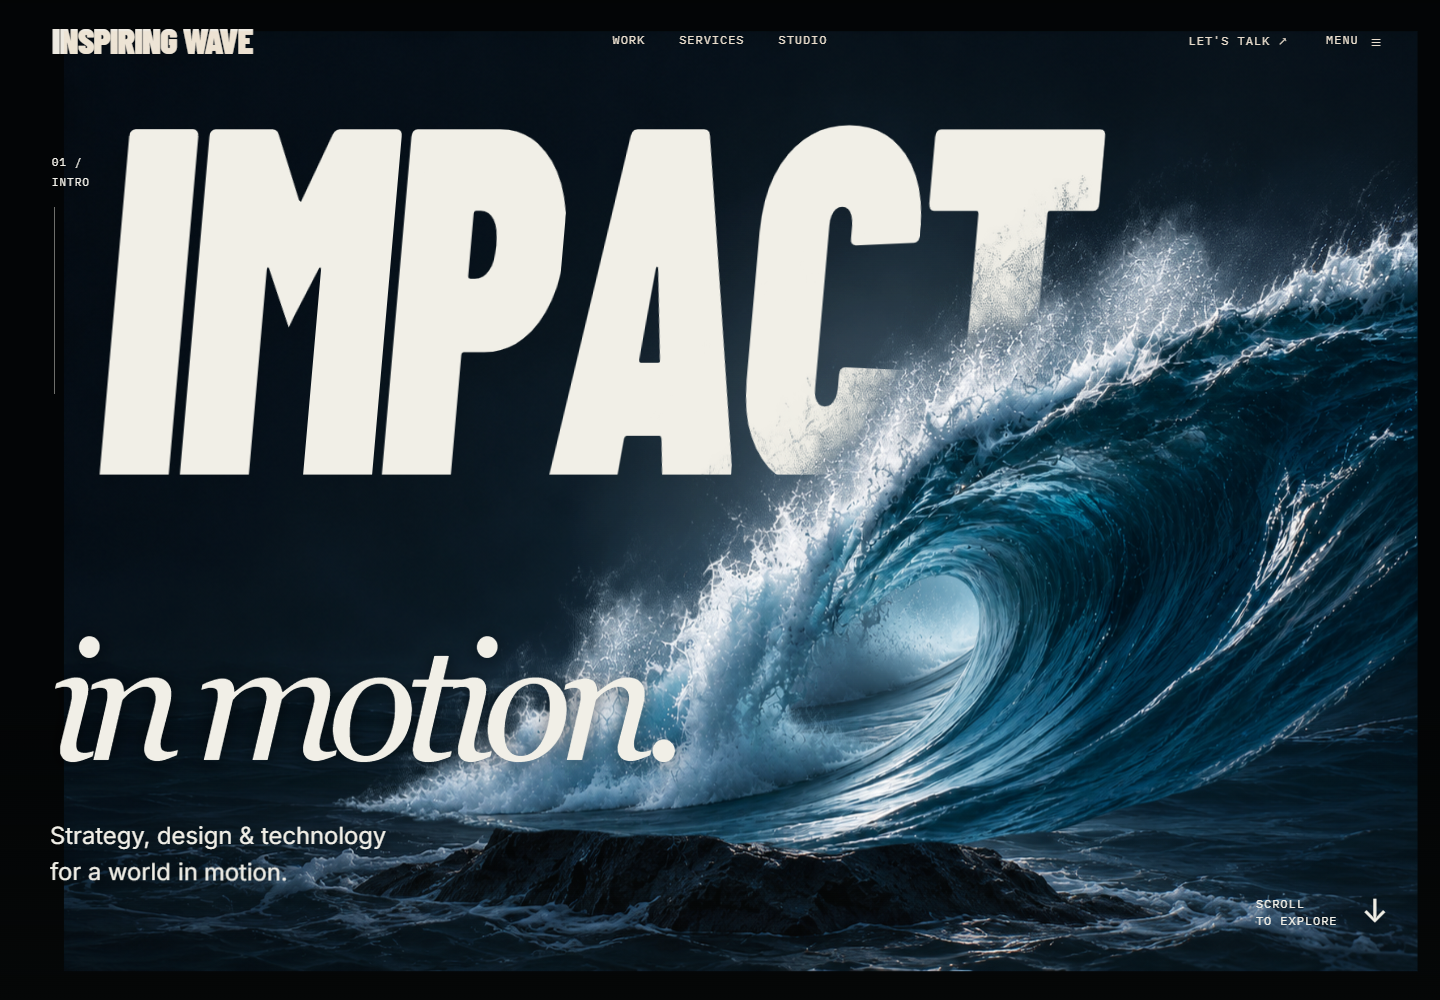 INSPIRING WAVE
WORK SERVICES STUDIO
LET'S TALK ↗ MENU ≡
01 /
INTRO
IMPACT
in motion.
Strategy, design & technology
for a world in motion.
SCROLL
TO EXPLORE ↓